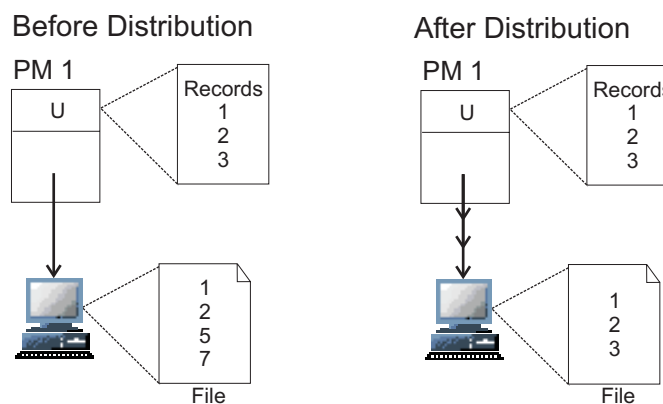 Before Distribution
PM 1
U
Records
1
2
3
1
2
5
7
File
After Distribution
PM 1
U
Records
1
2
3
1
2
3
File